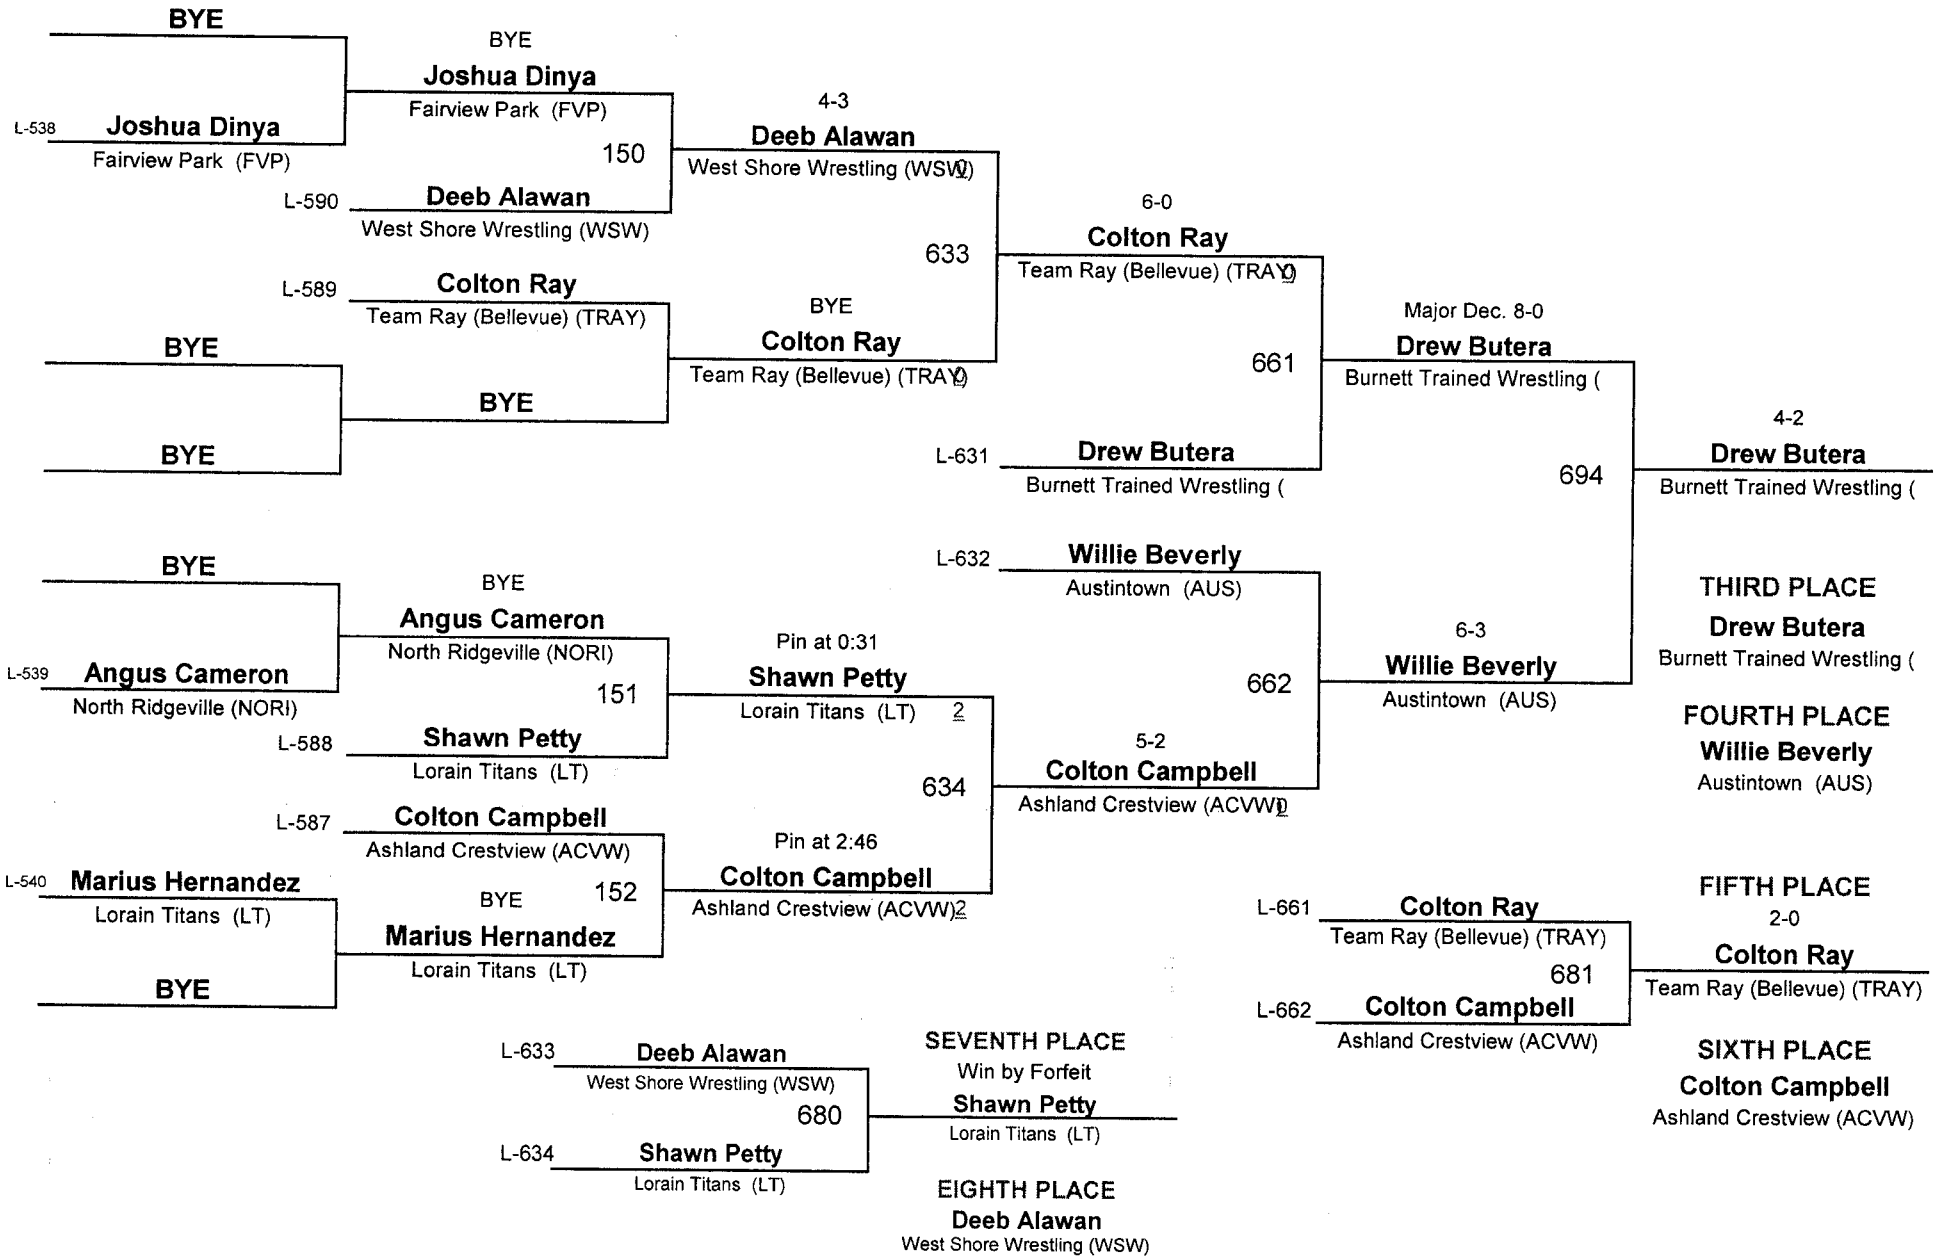 BYE
L-538 Joshua Dinya
Fairview Park (FVP)
BYE
Joshua Dinya
Fairview Park (FVP)
150
L-590 Deeb Alawan
West Shore Wrestling (WSW)
4-3
Deeb Alawan
West Shore Wrestling (WSW) 0
L-589 Colton Ray
Team Ray (Bellevue) (TRAY)
BYE
BYE
BYE
BYE
Colton Ray
Team Ray (Bellevue) (TRAY) 0
633
6-0
Colton Ray
Team Ray (Bellevue) (TRAY) 0
661
L-631 Drew Butera
Burnett Trained Wrestling (
Major Dec. 8-0
Drew Butera
Burnett Trained Wrestling (
694
4-2
Drew Butera
Burnett Trained Wrestling (
BYE
L-539 Angus Cameron
North Ridgeville (NORI)
BYE
Angus Cameron
North Ridgeville (NORI)
151
L-588 Shawn Petty
Lorain Titans (LT)
Pin at 0:31
Shawn Petty
Lorain Titans (LT) 2
634
L-587 Colton Campbell
Ashland Crestview (ACVW)
152
L-540 Marius Hernandez
Lorain Titans (LT)
BYE
BYE
Marius Hernandez
Lorain Titans (LT)
Pin at 2:46
Colton Campbell
Ashland Crestview (ACVW) 2
L-632 Willie Beverly
Austintown (AUS)
662
5-2
Colton Campbell
Ashland Crestview (ACVW) 0
6-3
Willie Beverly
Austintown (AUS)
THIRD PLACE
Drew Butera
Burnett Trained Wrestling (
FOURTH PLACE
Willie Beverly
Austintown (AUS)
L-661 Colton Ray
Team Ray (Bellevue) (TRAY)
681
L-662 Colton Campbell
Ashland Crestview (ACVW)
FIFTH PLACE
2-0
Colton Ray
Team Ray (Bellevue) (TRAY)
SIXTH PLACE
Colton Campbell
Ashland Crestview (ACVW)
L-633 Deeb Alawan
West Shore Wrestling (WSW)
680
L-634 Shawn Petty
Lorain Titans (LT)
SEVENTH PLACE
Win by Forfeit
Shawn Petty
Lorain Titans (LT)
EIGHTH PLACE
Deeb Alawan
West Shore Wrestling (WSW)